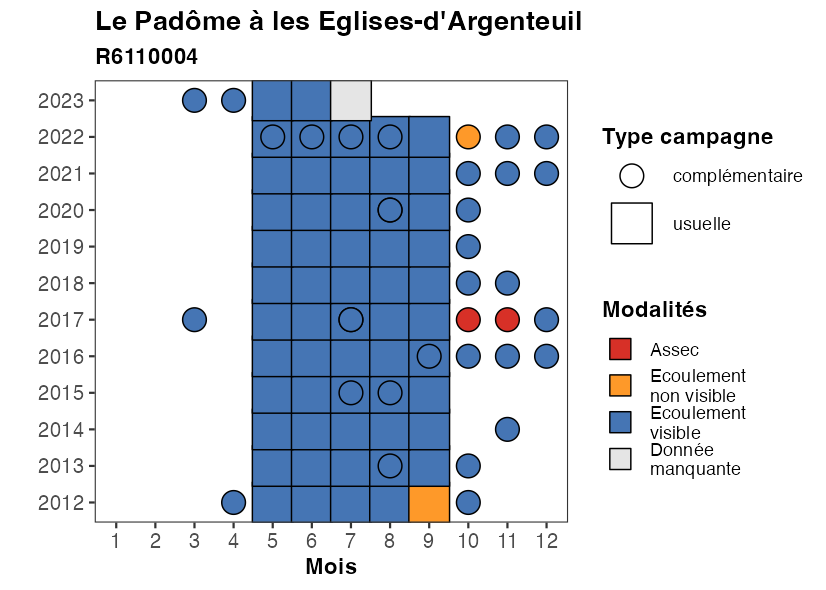 Le Padôme à les Eglises-d'Argenteuil
R6110004
2023
2022
2021
2020
2019
2018
2017
2016
2015
2014
2013
2012
1 2 3 4 5 6 7 8 9 10 11 12
Mois
Type campagne
complémentaire
usuelle
Modalités
Assec
Ecoulement
non visible
Ecoulement
visible
Donnée
manquante